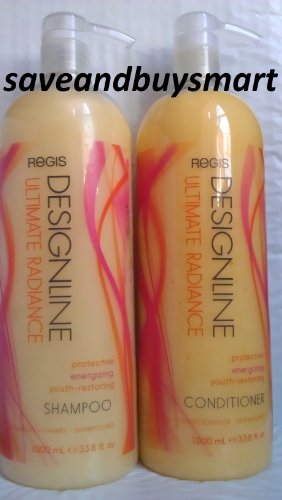 saveandbuysmart
REGIS
DESIGNLINE
ULTIMATE RADIANCE
protective
energizing
youth-restoring
SHAMPOO
1000 mL e 33.8 fl oz
REGIS
DESIGNLINE
ULTIMATE RADIANCE
protective
energizing
youth-restoring
CONDITIONER
1000 mL e 33.8 fl oz